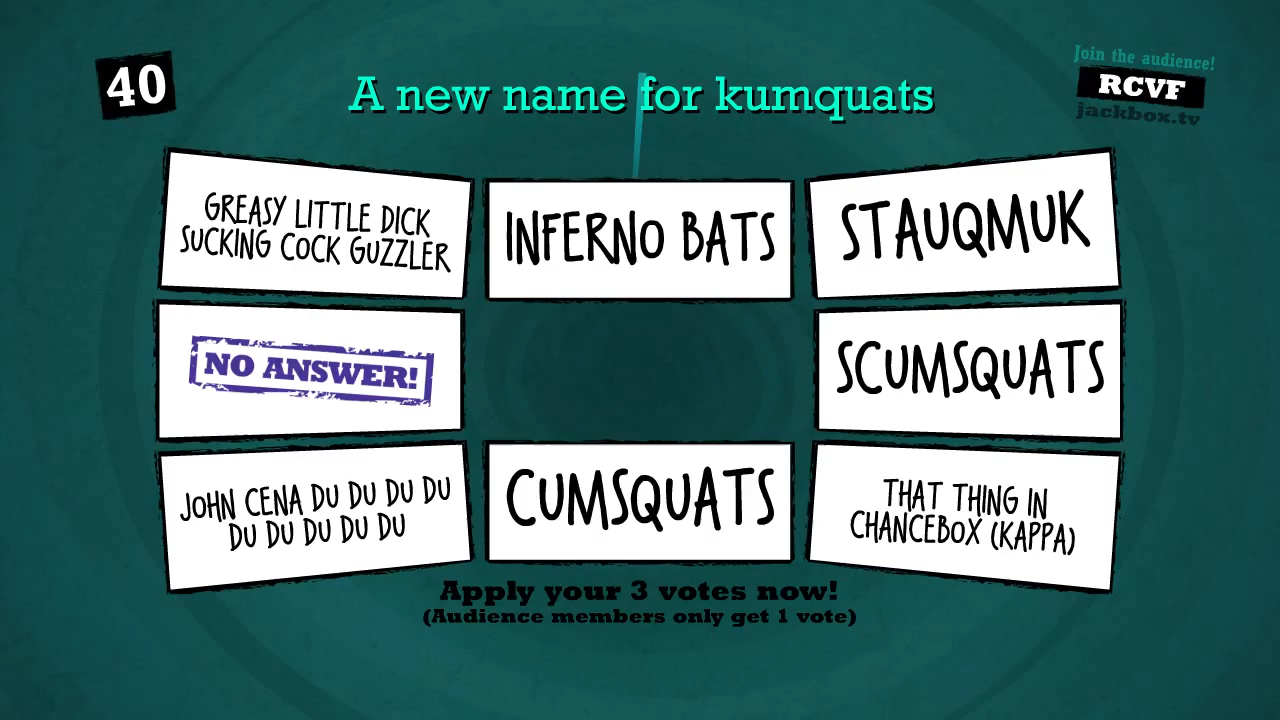 40
A new name for kumquats
Join the audience!
RCVF
jackbox.tv
GREASY LITTLE DICK
SUCKING COCK GUZZLER
INFERNO BATS
STAUQMUK
NO ANSWER!
SCUMSQUATS
JOHN CENA DU DU DU DU
DU DU DU DU DU
CUMSQUATS
THAT THING IN
CHANCEBOX (KAPPA)
Apply your 3 votes now!
(Audience members only get 1 vote)